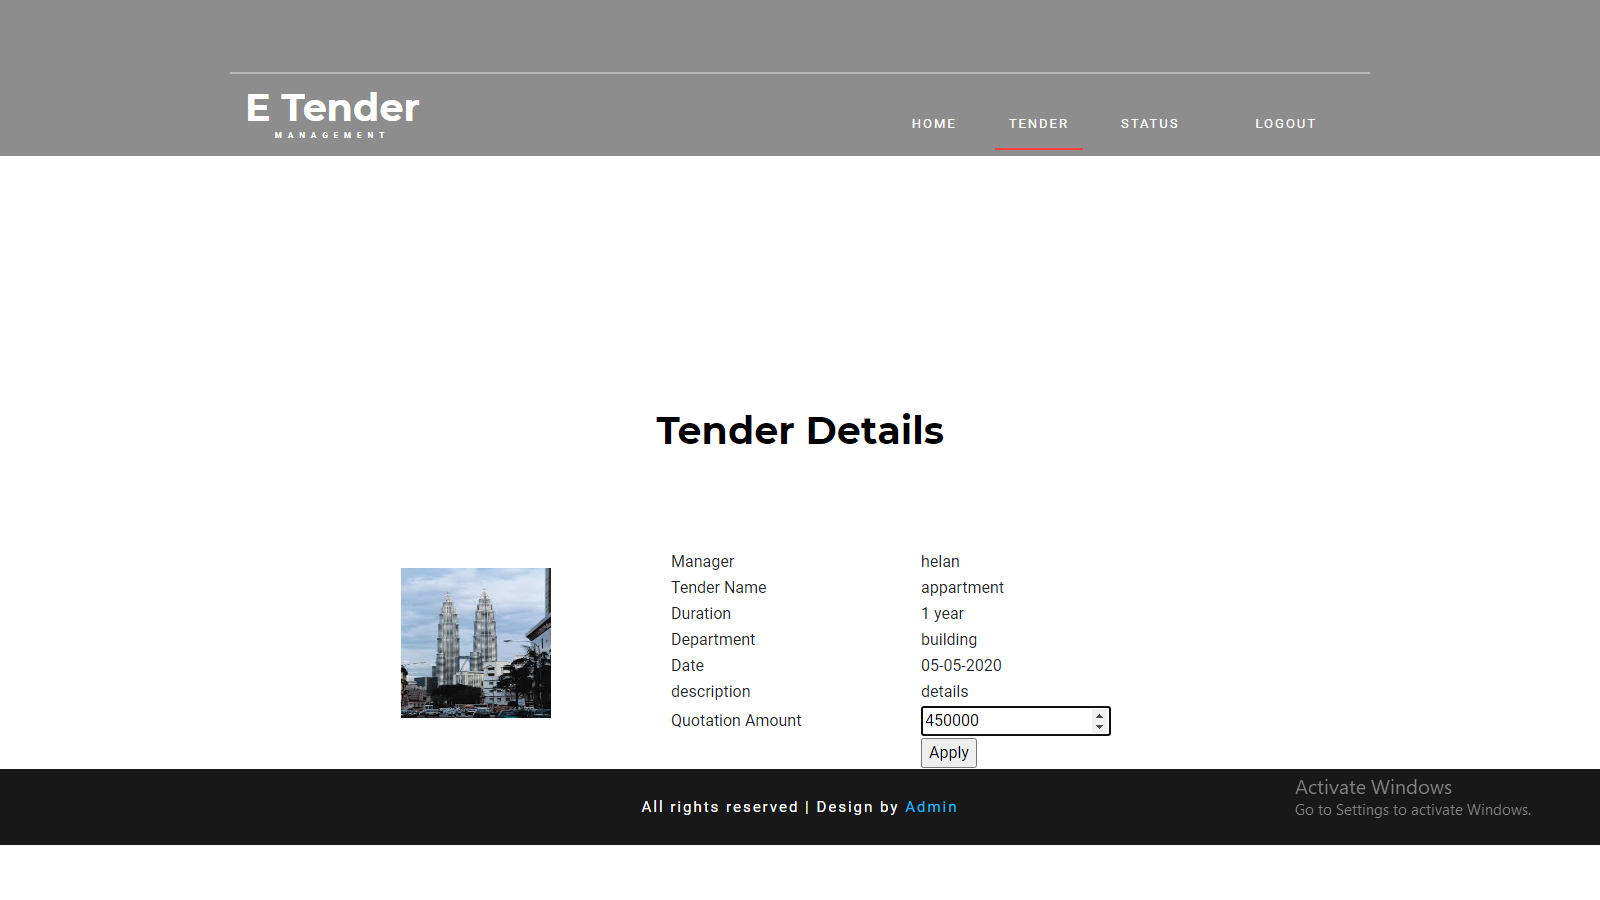 E Tender
MANAGEMENT
HOME TENDER STATUS LOGOUT
Tender Details
Manager helan
Tender Name appartment
Duration 1 year
Department building
Date 05-05-2020
description details
Quotation Amount 450000
Apply
All rights reserved | Design by Admin
Activate Windows
Go to Settings to activate Windows.